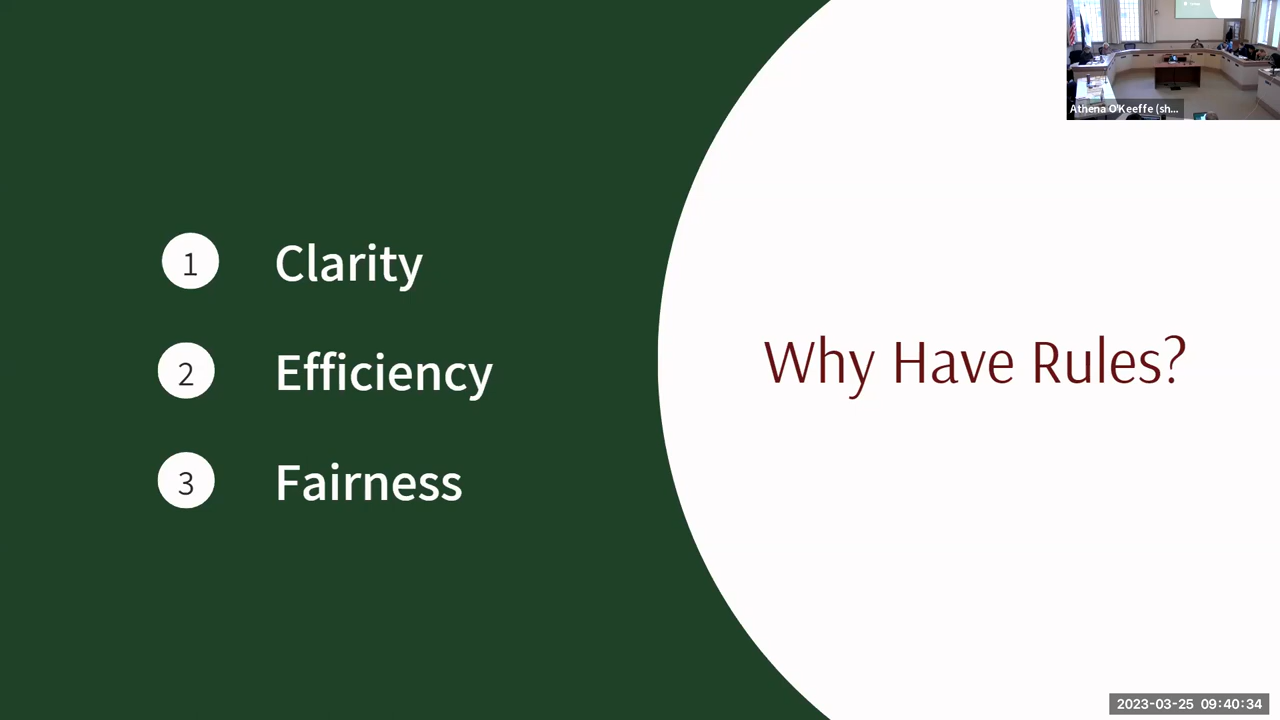 Athena O'Keeffe (sh...
1 Clarity
2 Efficiency
3 Fairness
Why Have Rules?
2023-03-25 09:40:34